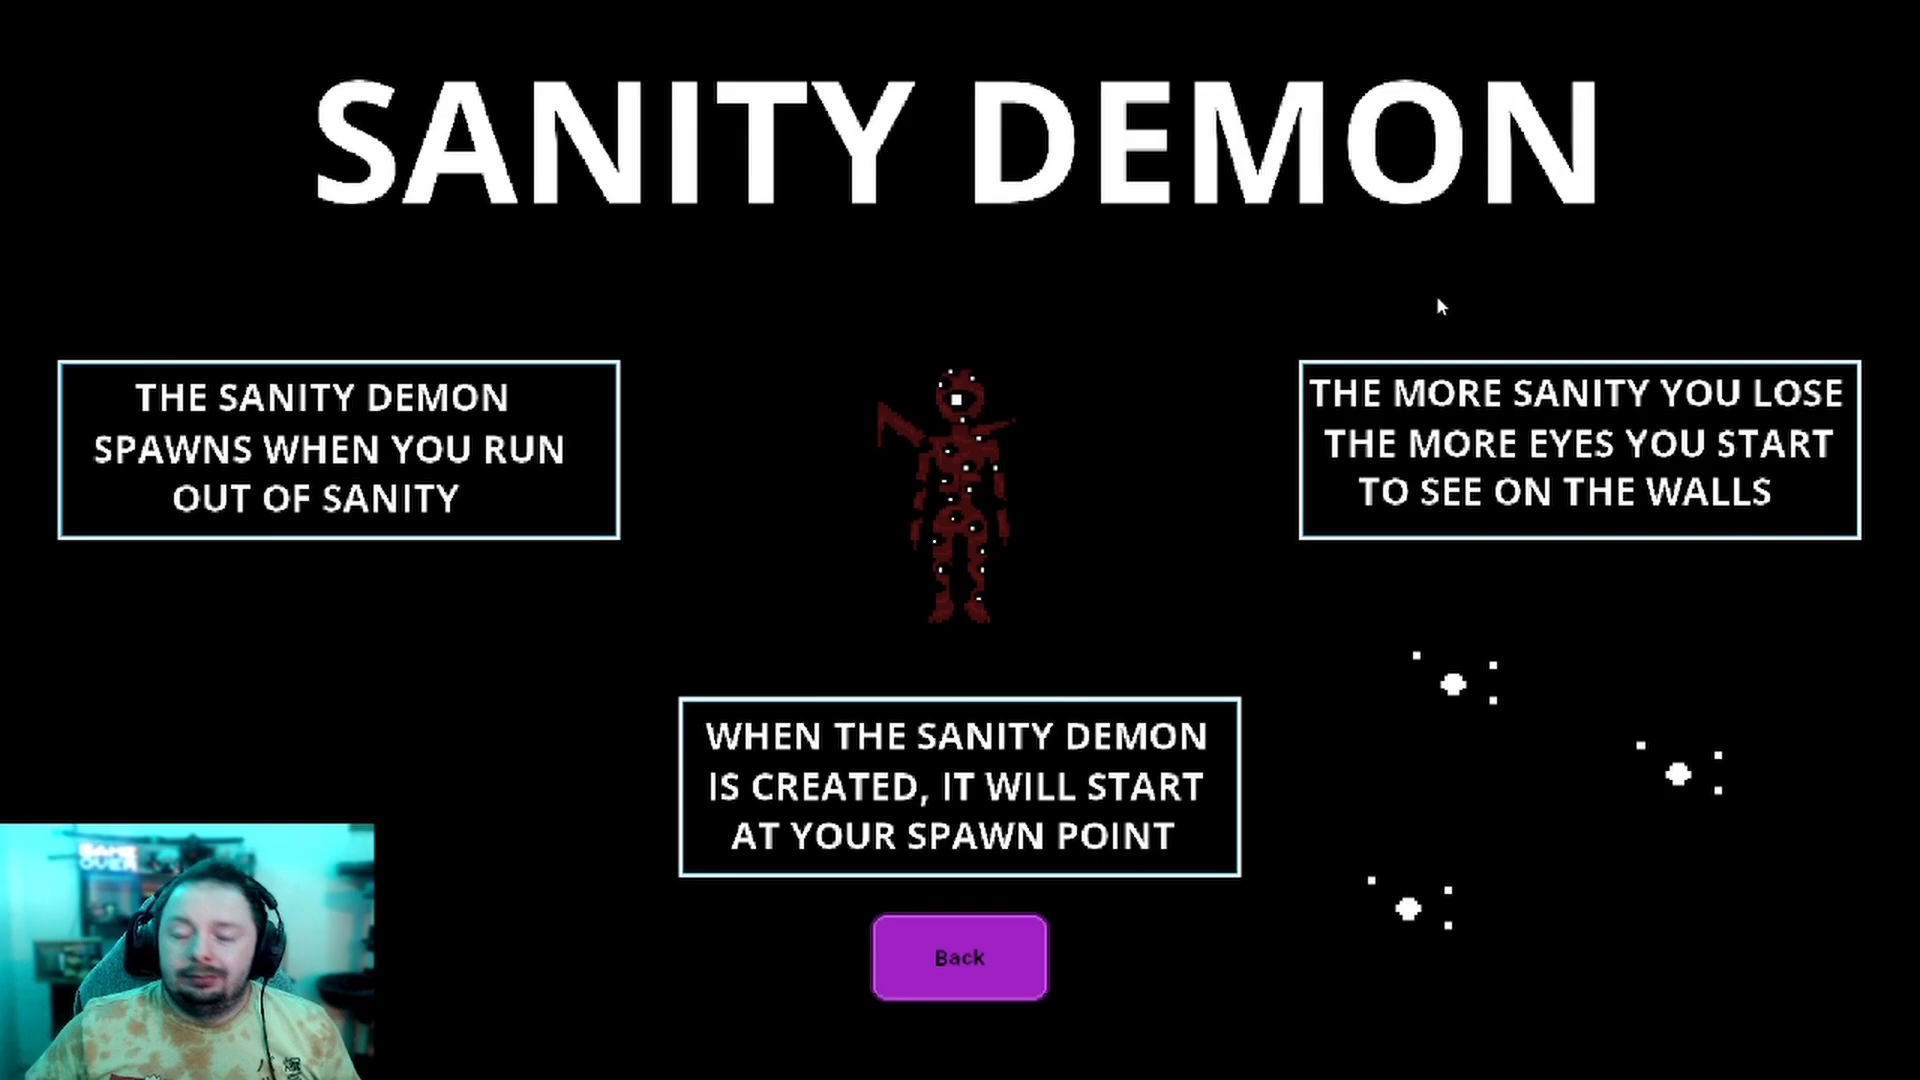 SANITY DEMON
THE SANITY DEMON
SPAWNS WHEN YOU RUN
OUT OF SANITY
THE MORE SANITY YOU LOSE
THE MORE EYES YOU START
TO SEE ON THE WALLS
WHEN THE SANITY DEMON
IS CREATED, IT WILL START
AT YOUR SPAWN POINT
Back
GAME
OVER